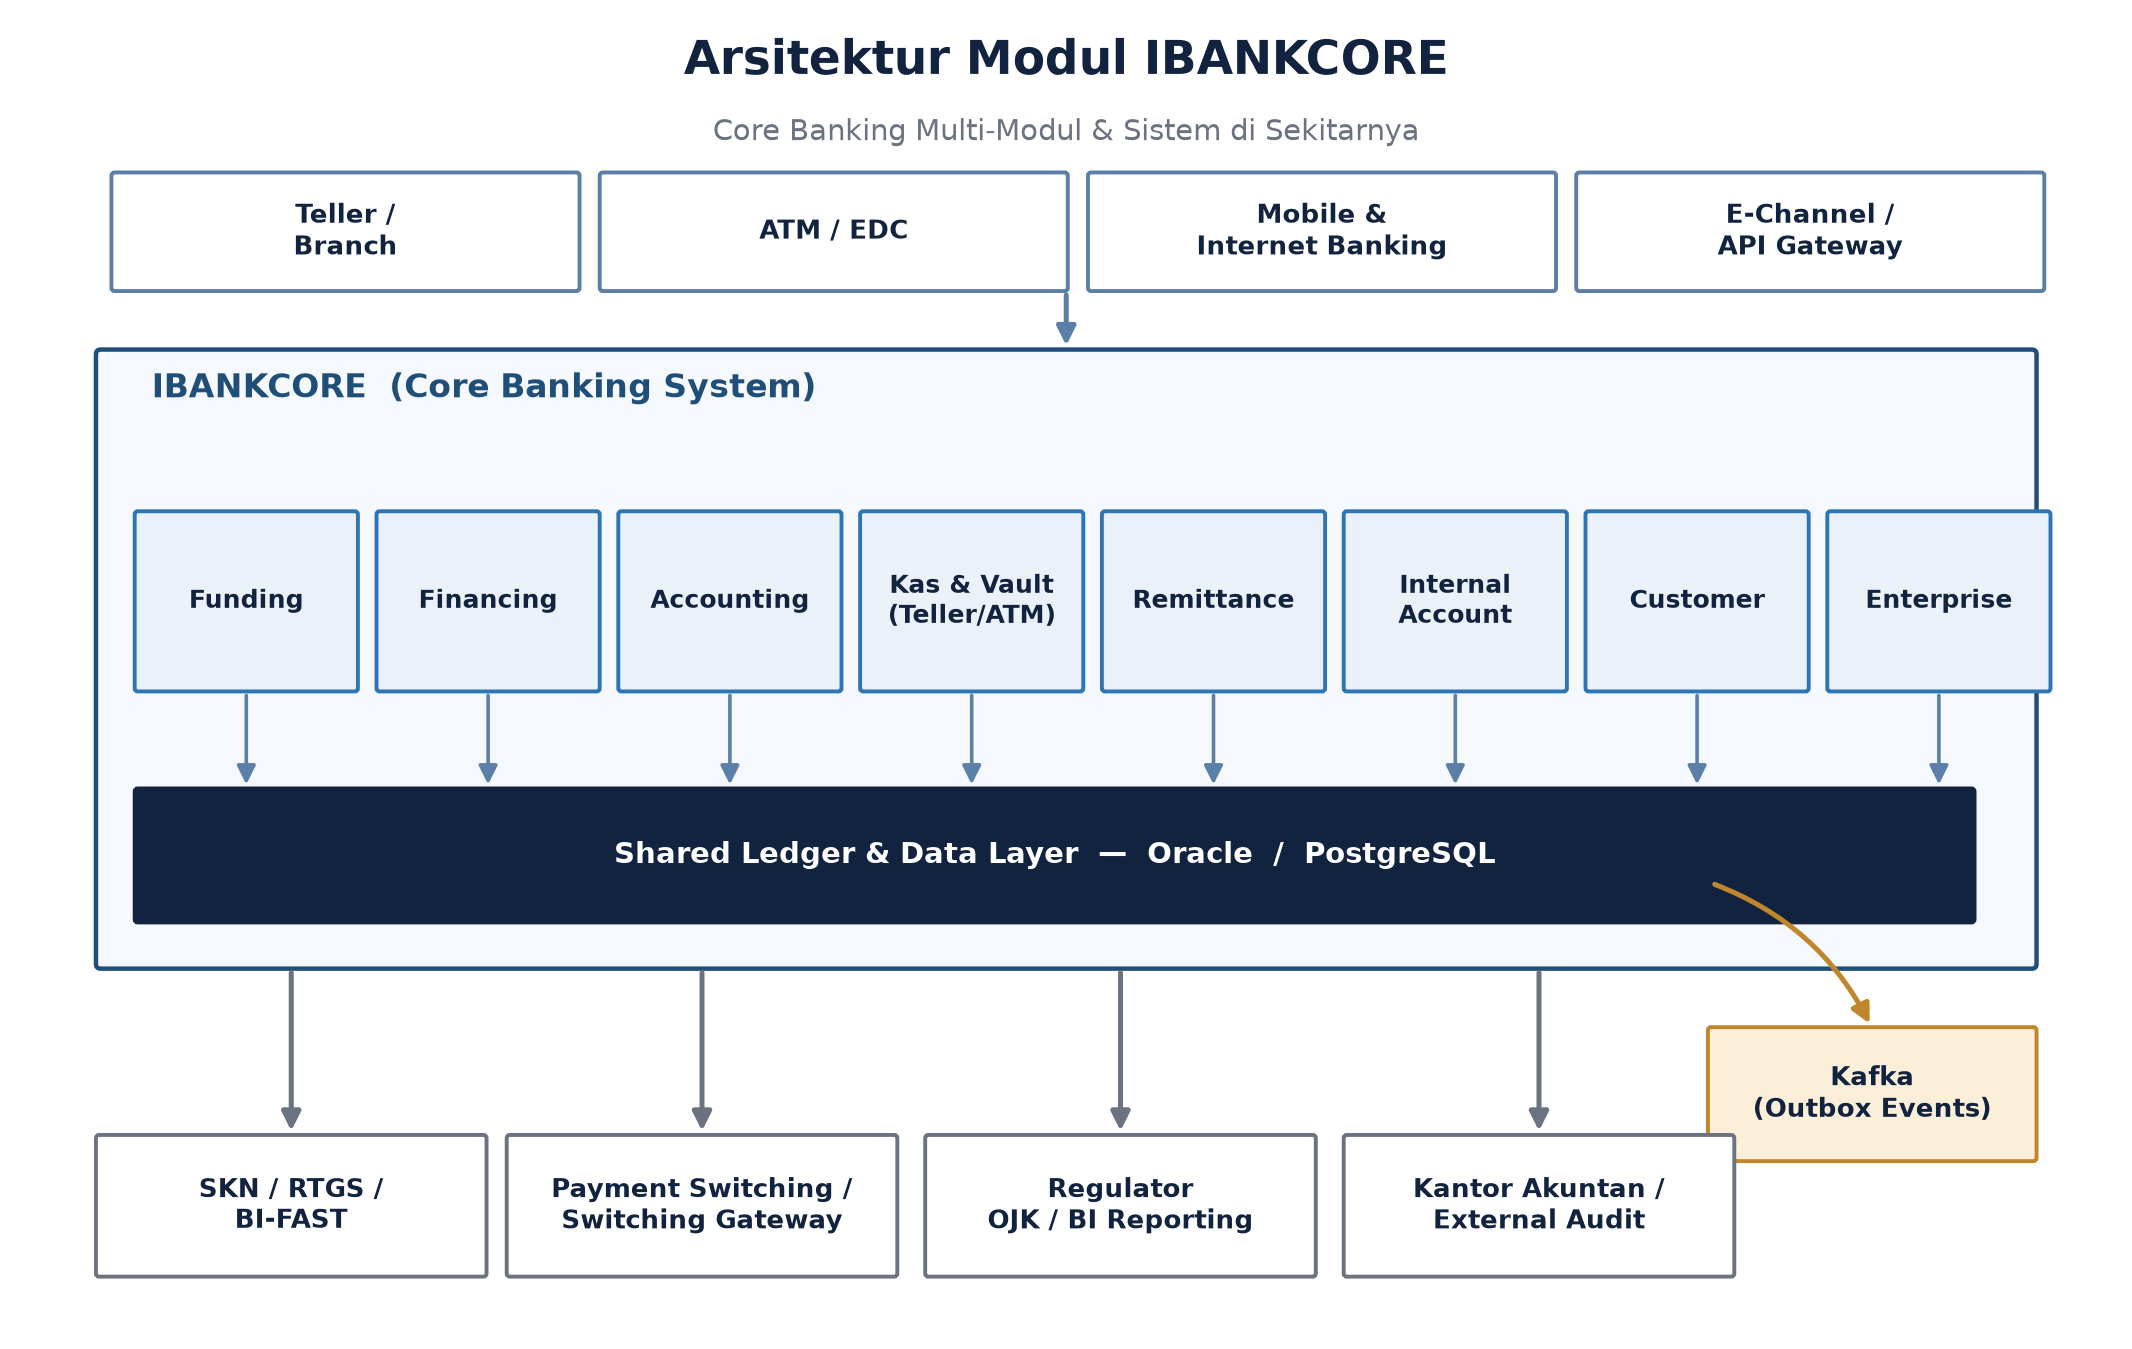 Arsitektur Modul IBANKCORE
Core Banking Multi-Modul & Sistem di Sekitarnya
Teller /
Branch
ATM / EDC
Mobile &
Internet Banking
E-Channel /
API Gateway
IBANKCORE (Core Banking System)
Funding
Financing
Accounting
Kas & Vault
(Teller/ATM)
Remittance
Internal
Account
Customer
Enterprise
Shared Ledger & Data Layer — Oracle / PostgreSQL
Kafka
(Outbox Events)
SKN / RTGS /
BI-FAST
Payment Switching /
Switching Gateway
Regulator
OJK / BI Reporting
Kantor Akuntan /
External Audit